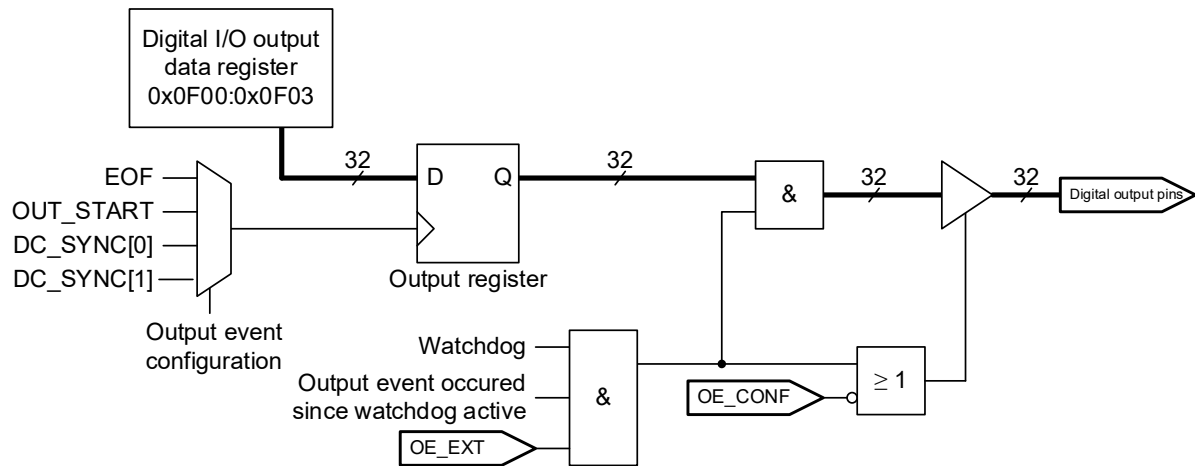 Digital I/O output
data register
0x0F00:0x0F03
EOF
OUT_START
DC_SYNC[0]
DC_SYNC[1]
Output event
configuration
32
D
Q
Output register
32
&
32
32
Digital output pins
Watchdog
Output event occured
since watchdog active
OE_EXT
&
OE_CONF
≥ 1